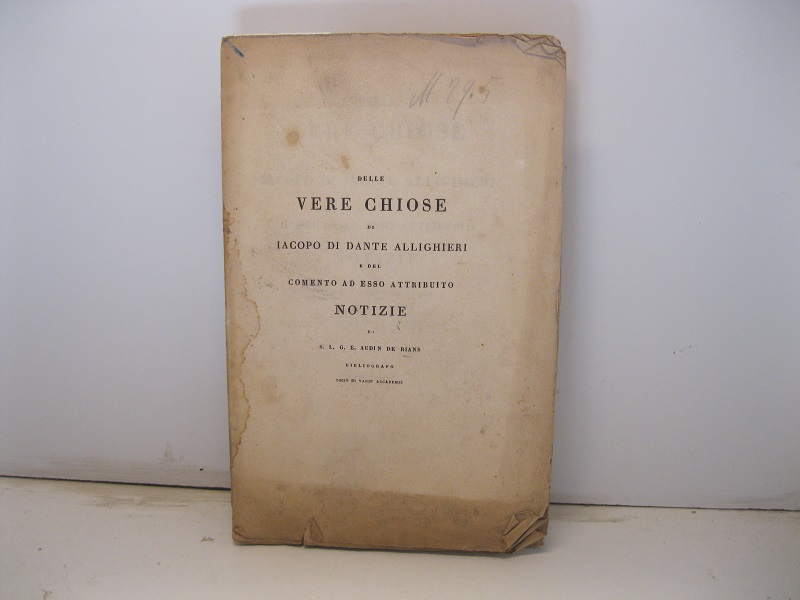 DELLE
VERE CHIOSE
DI
IACOPO DI DANTE ALLIGHIERI
E DEL
COMENTO AD ESSO ATTRIBUITO
NOTIZIE
DI
S. L. G. E. AUDIN DE RIANS
BIBLIOGRAFO
SOCIO DI VARIE ACCADEMIE